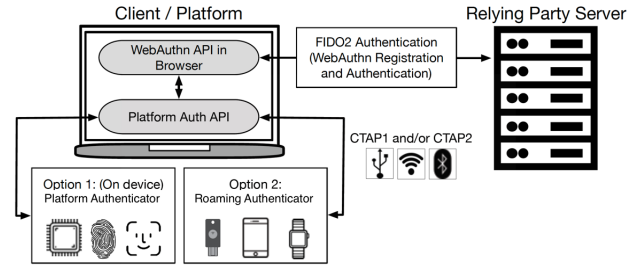 Client / Platform
Relying Party Server
WebAuthn API in
Browser
FIDO2 Authentication
(WebAuthn Registration
and Authentication)
Platform Auth API
CTAP1 and/or CTAP2
Option 1: (On device)
Platform Authenticator
Option 2:
Roaming Authenticator